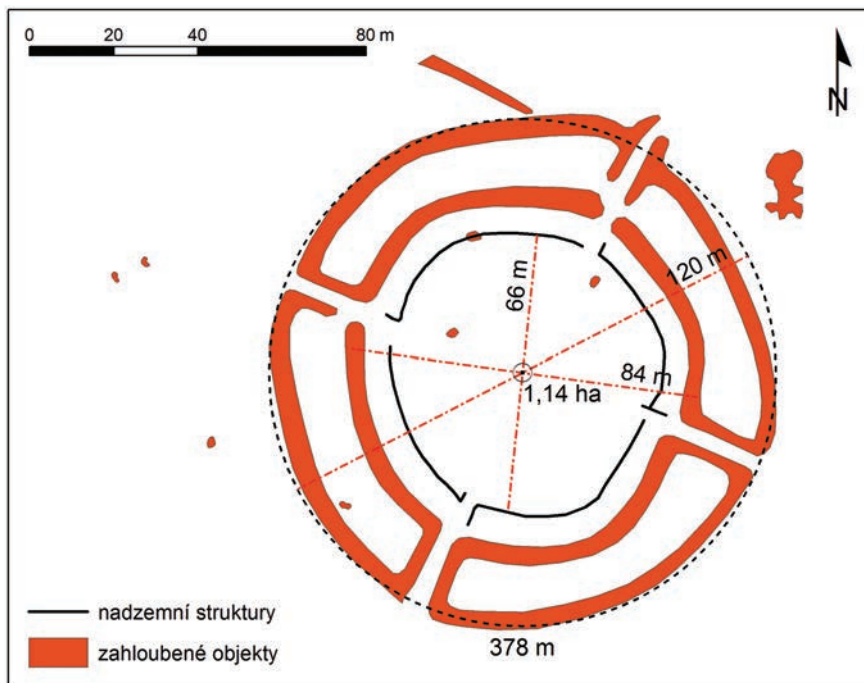 0 20 40 80 m
N
66 m
120 m
84 m
1,14 ha
nadzemní struktury
zahloubené objekty
378 m